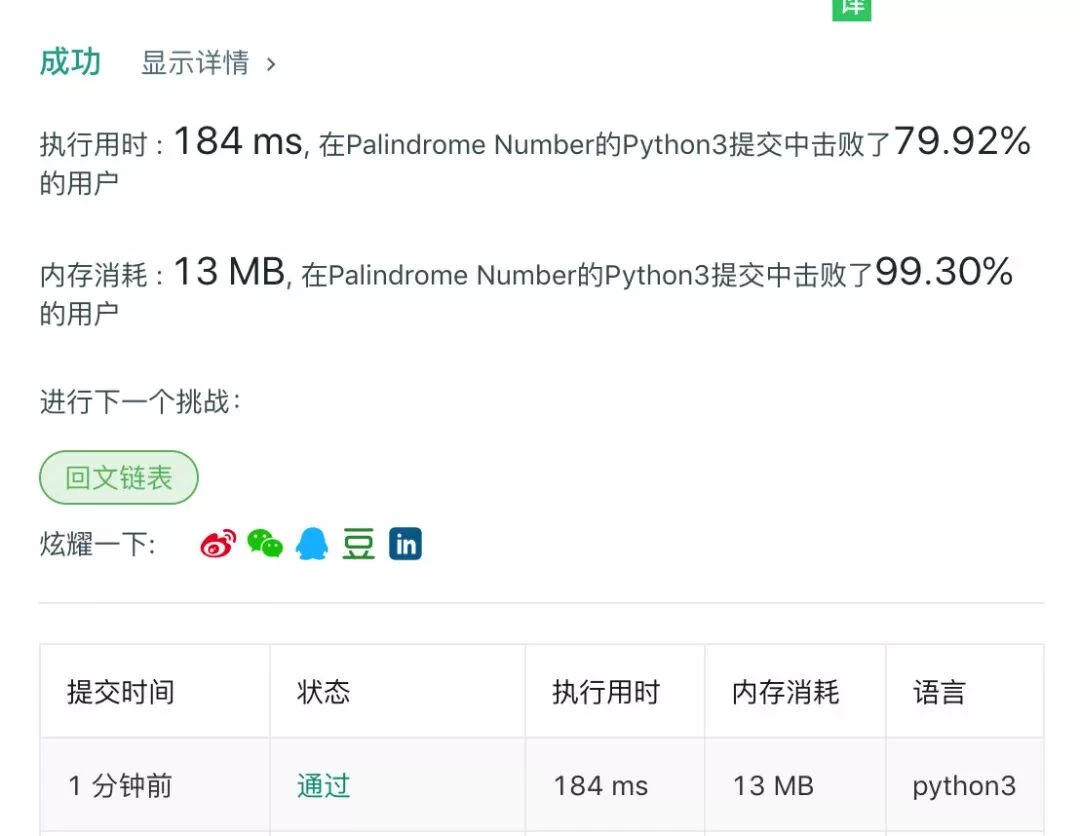 译
成功 显示详情 >
执行用时 : 184 ms, 在Palindrome Number的Python3提交中击败了79.92%
的用户
内存消耗 : 13 MB, 在Palindrome Number的Python3提交中击败了99.30%
的用户
进行下一个挑战:
回文链表
炫耀一下: 豆 in
提交时间 状态 执行用时 内存消耗 语言
1 分钟前 通过 184 ms 13 MB python3